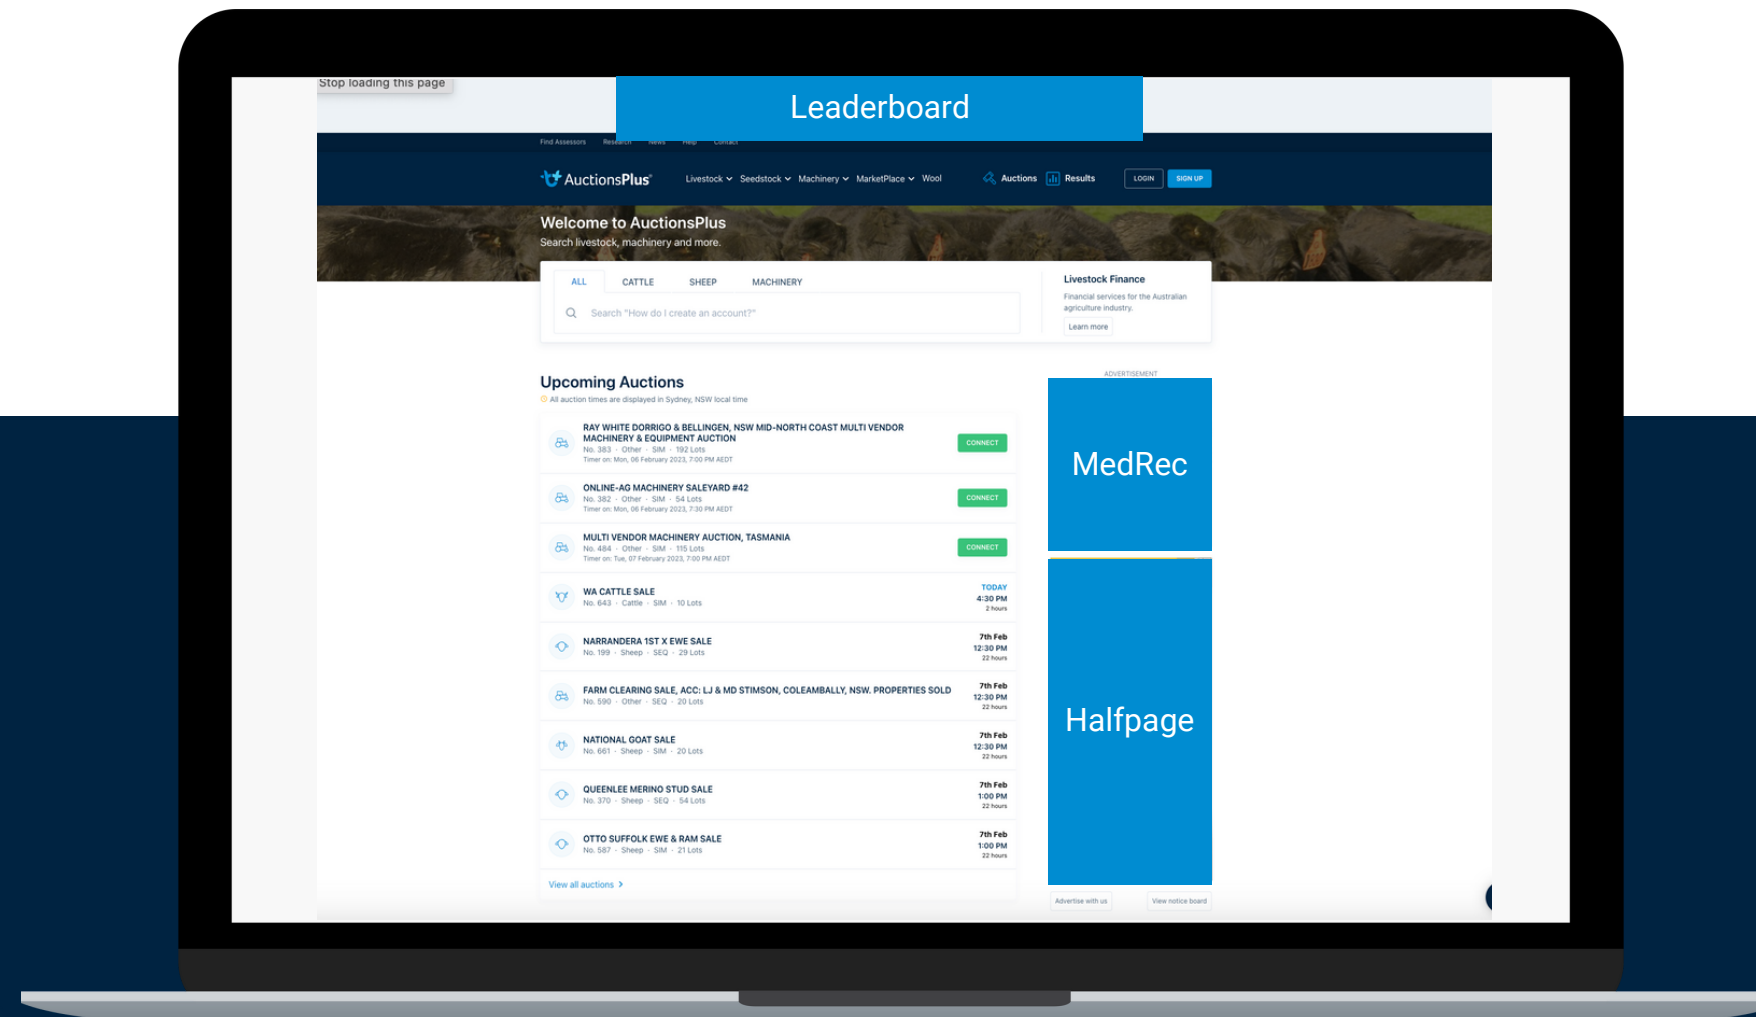 Stop loading this page
Leaderboard
Find Assessors Research News Help Contact
AuctionsPlus
Livestock Seedstock Machinery MarketPlace Wool Auctions Results LOGIN SIGN UP
Welcome to AuctionsPlus
Search livestock, machinery and more.
ALL CATTLE SHEEP MACHINERY
Search "How do I create an account?"
Livestock Finance
Financial services for the Australian
agriculture industry.
Learn more
Upcoming Auctions
All auction times are displayed in Sydney, NSW local time
RAY WHITE DORRIGO & BELLINGEN, NSW MID-NORTH COAST MULTI VENDOR
MACHINERY & EQUIPMENT AUCTION
No. 383 · Other · SIM · 192 Lots
Timer on: Mon, 06 February 2023, 7:00 PM AEDT
CONNECT
ONLINE-AG MACHINERY SALEYARD #42
No. 382 · Other · SIM · 54 Lots
Timer on: Mon, 06 February 2023, 7:30 PM AEDT
CONNECT
MULTI VENDOR MACHINERY AUCTION, TASMANIA
No. 484 · Other · SIM · 115 Lots
Timer on: Tue, 07 February 2023, 7:00 PM AEDT
CONNECT
WA CATTLE SALE
No. 643 · Cattle · SIM · 10 Lots
TODAY
4:30 PM
2 hours
NARRANDERA 1ST X EWE SALE
No. 199 · Sheep · SEQ · 29 Lots
7th Feb
12:30 PM
22 hours
FARM CLEARING SALE, ACC: LJ & MD STIMSON, COLEAMBALLY, NSW. PROPERTIES SOLD
No. 590 · Other · SEQ · 20 Lots
7th Feb
12:30 PM
22 hours
NATIONAL GOAT SALE
No. 661 · Sheep · SIM · 20 Lots
7th Feb
12:30 PM
22 hours
QUEENLEE MERINO STUD SALE
No. 370 · Sheep · SEQ · 54 Lots
7th Feb
1:00 PM
22 hours
OTTO SUFFOLK EWE & RAM SALE
No. 587 · Sheep · SIM · 21 Lots
7th Feb
1:00 PM
22 hours
View all auctions
ADVERTISEMENT
MedRec
Halfpage
Advertise with us View notice board